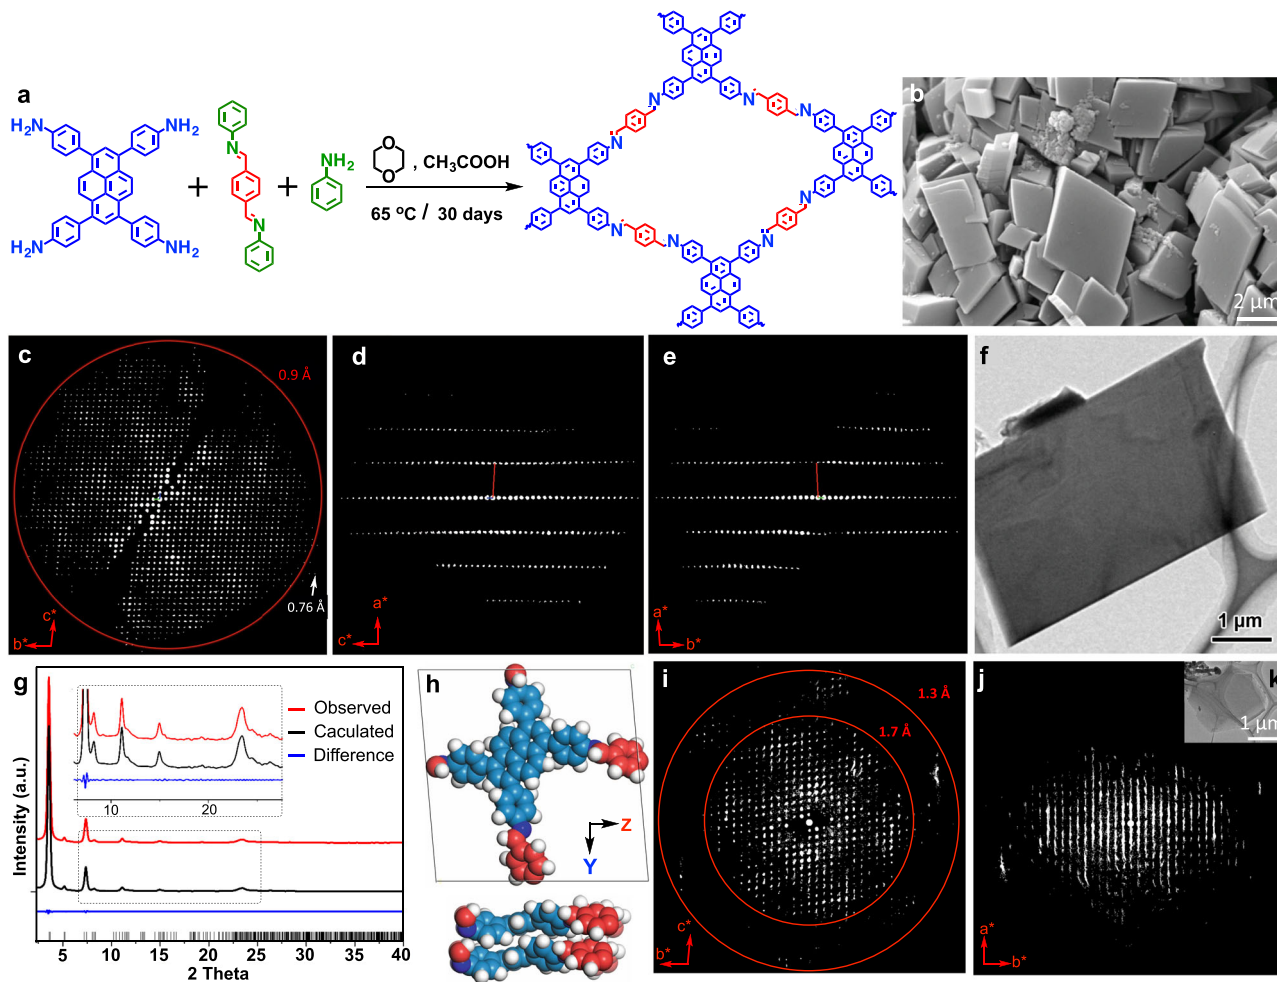 a
NH₂
NH₂
H₂N
H₂N
+
N
N
+
NH₂
O
O
, CH₃COOH
65 ºC / 30 days
N
N
N
N
N
N
N
N
b
2 µm
c
0.9 Å
0.76 Å
c*
b*
d
a*
c*
e
a*
b*
f
1 µm
g
Observed
Caculated
Difference
10 20
Intensity (a.u.)
5 10 15 20 25 30 35 40
2 Theta
h
Z
Y
i
1.3 Å
1.7 Å
c*
b*
j
a*
b*
k
1 µm